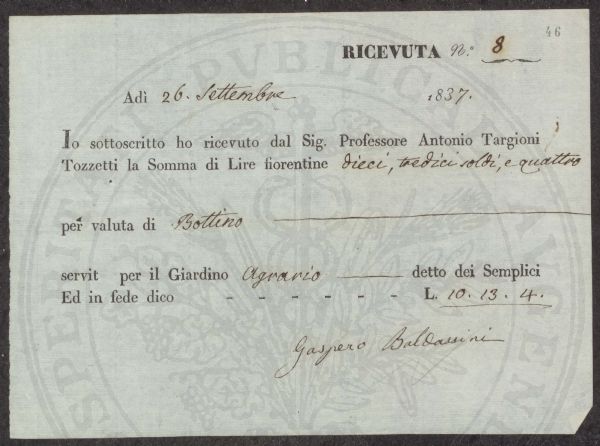 46
RICEVUTA N.° 8
Adì 26. Settembre 1837.
Io sottoscritto ho ricevuto dal Sig. Professore Antonio Targioni
Tozzetti la Somma di Lire fiorentine dieci, tredici soldi, e quattro
per valuta di Bottino
servit per il Giardino Agrario detto dei Semplici
Ed in fede dico - - - - - - L. 10. 13. 4.
Gaspero Baldassini